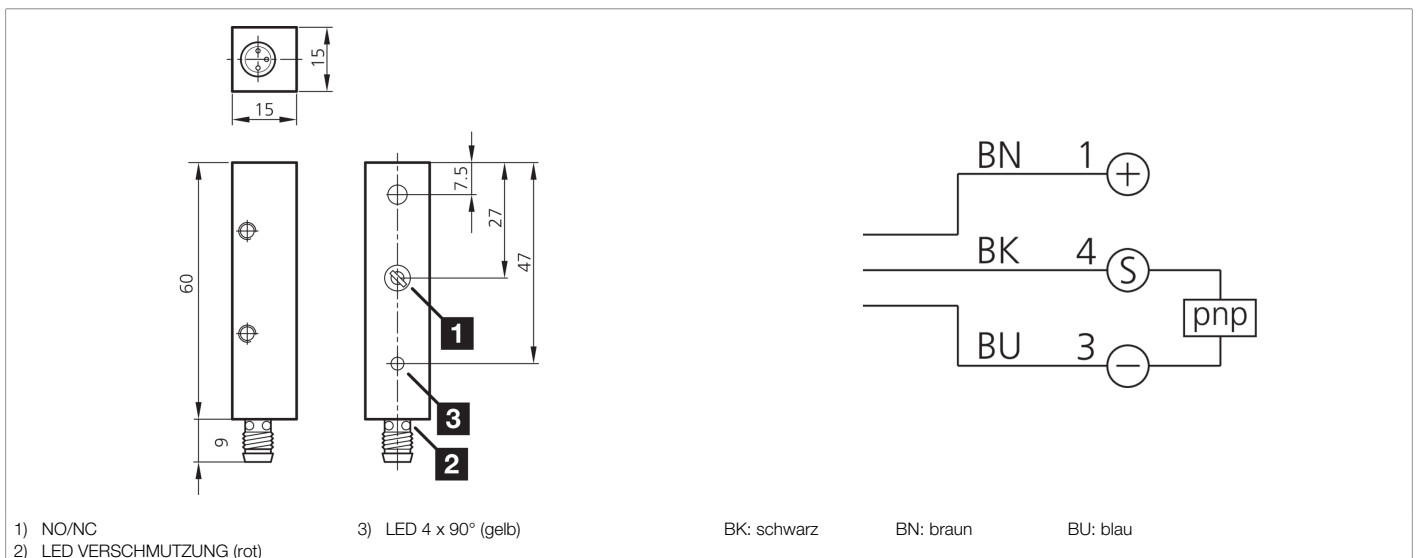 15
15
60
9
7.5
27
47
1
3
2
BN 1 +
BK 4 S
pnp
BU 3 −
1) NO/NC
2) LED VERSCHMUTZUNG (rot)
3) LED 4 x 90° (gelb)
BK: schwarz BN: braun BU: blau